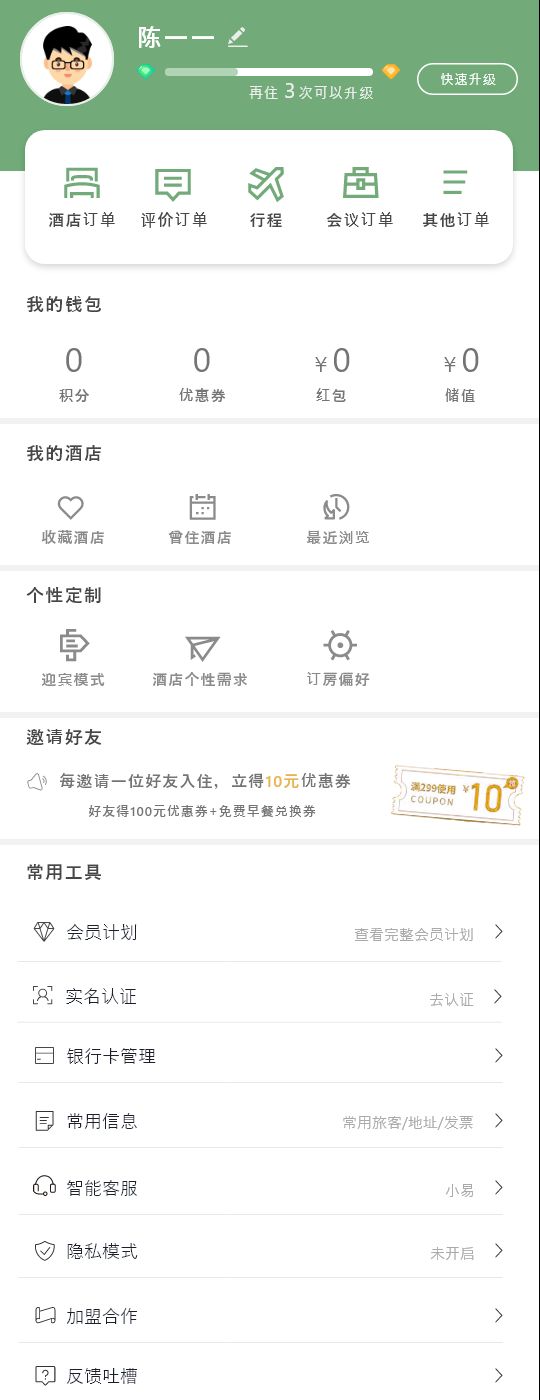 陈一一
再住 3 次可以升级
快速升级
酒店订单 评价订单 行程 会议订单 其他订单
我的钱包
0 0 ¥0 ¥0
积分 优惠券 红包 储值
我的酒店
收藏酒店 曾住酒店 最近浏览
个性定制
迎宾模式 酒店个性需求 订房偏好
邀请好友
每邀请一位好友入住，立得10元优惠券
好友得100元优惠券+免费早餐兑换券
满299使用
COUPON
¥10
常用工具
会员计划 查看完整会员计划
实名认证 去认证
银行卡管理
常用信息 常用旅客/地址/发票
智能客服 小易
隐私模式 未开启
加盟合作
反馈吐槽